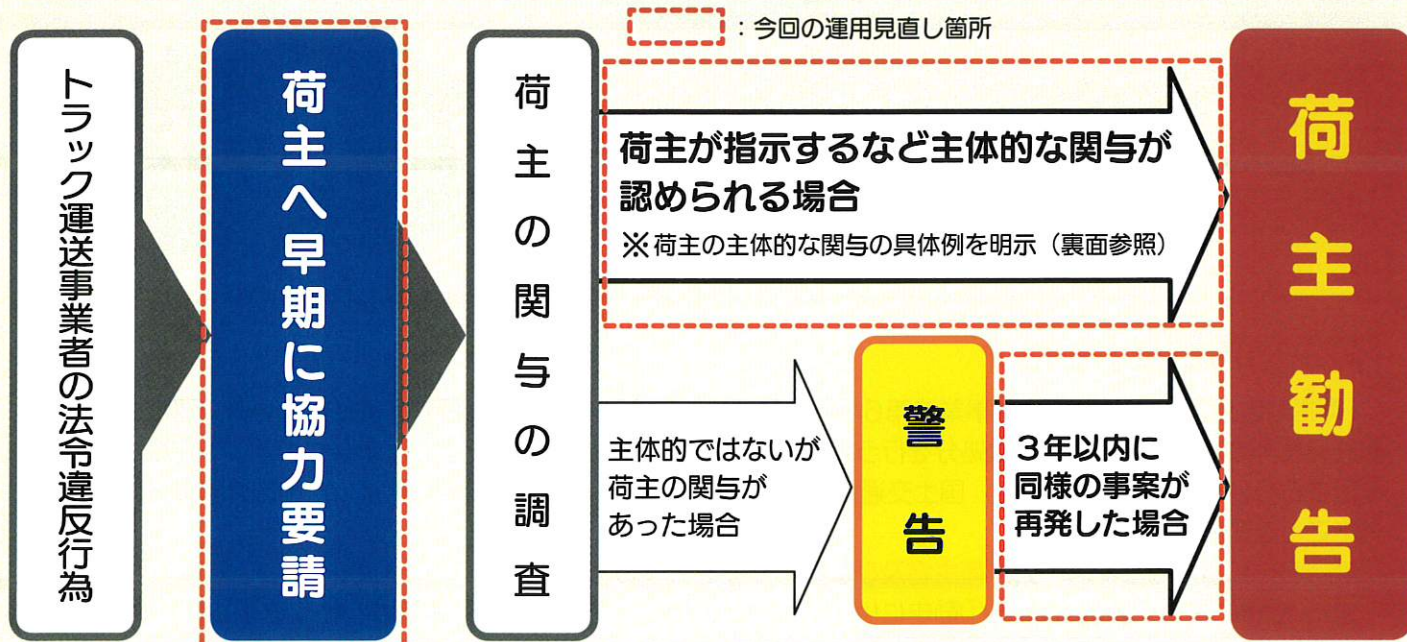 ：今回の運用見直し箇所
トラック運送事業者の法令違反行為
荷主へ早期に協力要請
荷主の関与の調査
荷主が指示するなど主体的な関与が
認められる場合
※荷主の主体的な関与の具体例を明示（裏面参照）
主体的ではないが
荷主の関与が
あった場合
警告
３年以内に
同様の事案が
再発した場合
荷主勧告